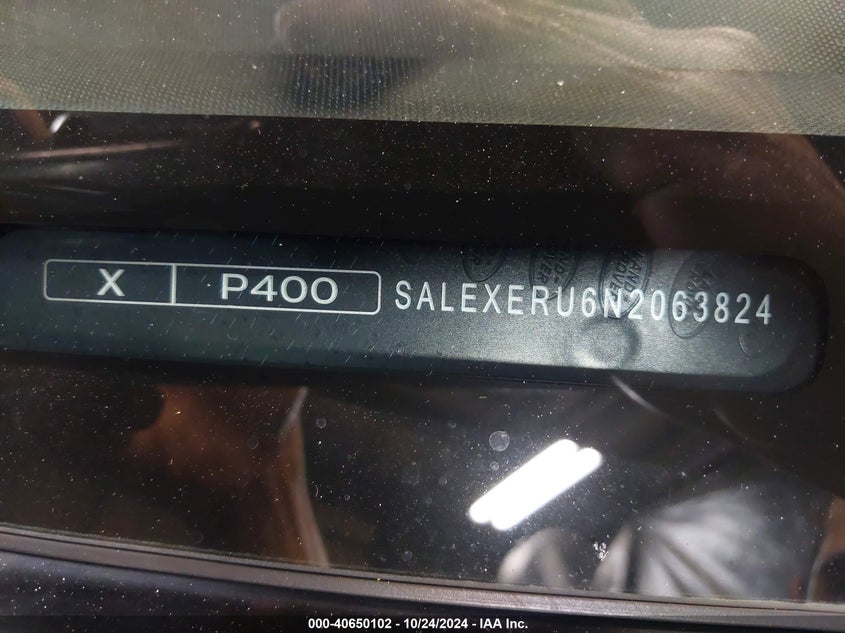 X P400 SALEXERU6N2063824
000-40650102 - 10/24/2024 - IAA Inc.